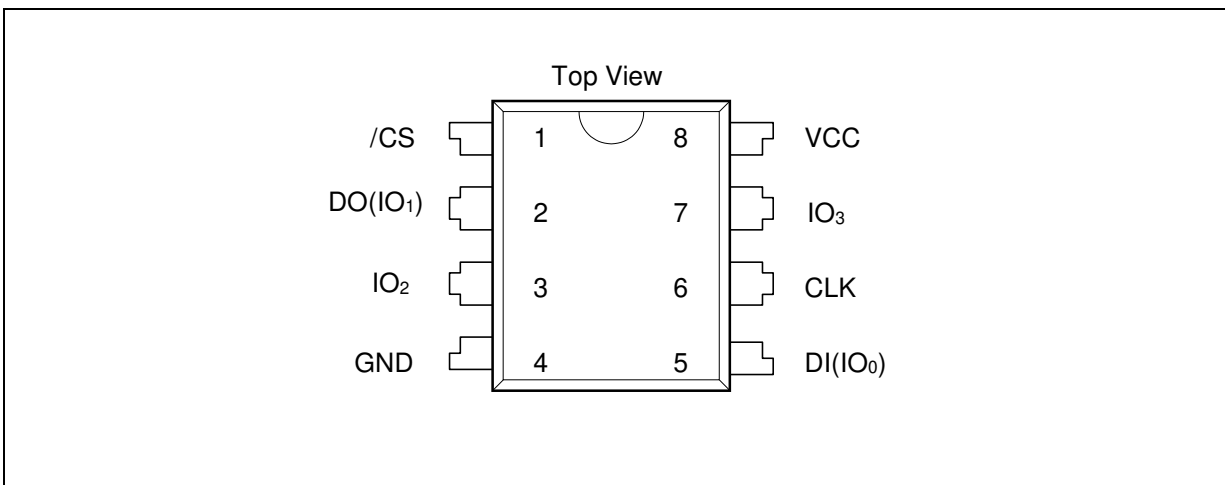 Top View
/CS 1 8 VCC
DO(IO₁) 2 7 IO₃
IO₂ 3 6 CLK
GND 4 5 DI(IO₀)